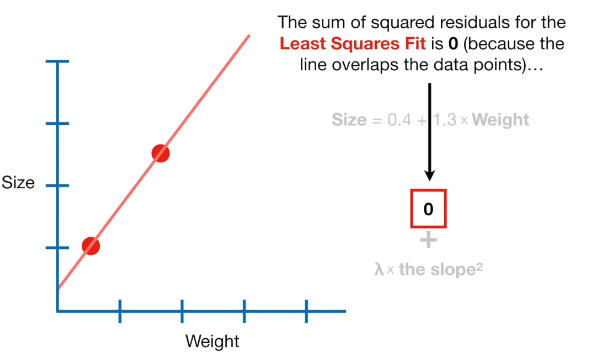 The sum of squared residuals for the
Least Squares Fit is 0 (because the
line overlaps the data points)…
Size = 0.4 + 1.3 × Weight
Size
0
+
λ × the slope²
Weight